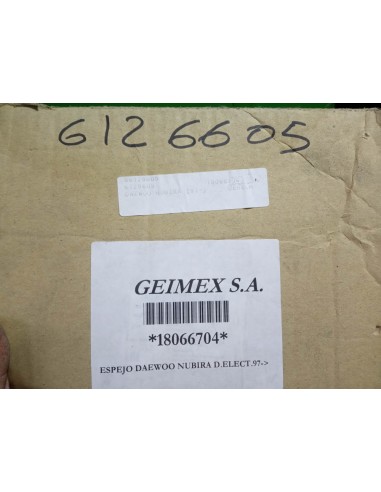 6126605
GEIMEX S.A.
*18066704*
ESPEJO DAEWOO NUBIRA D.ELECT.97->